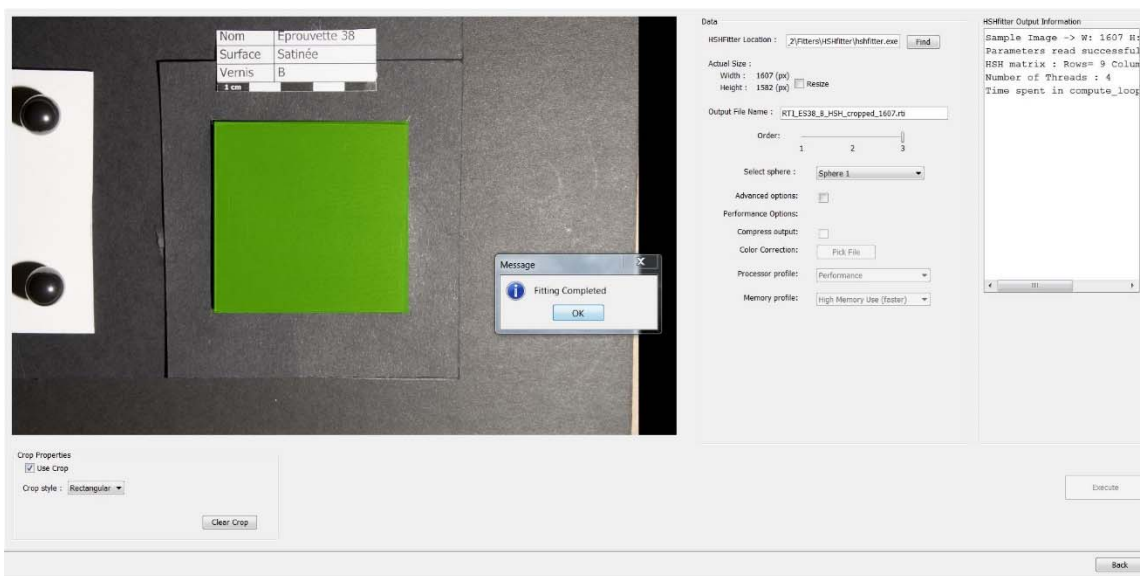 Nom Eprouvette 38
Surface Satinée
Vernis B
1 cm
Message
Fitting Completed
OK
Crop Properties
Use Crop
Crop style : Rectangular
Clear Crop
Data
HSHFitter Location : 2\Fitters\HSHfitter\hshfitter.exe Find
Actual Size :
Width : 1607 (px)
Height : 1582 (px) Resize
Output File Name : RTI_ES38_B_HSH_cropped_1607.rti
Order:
1 2 3
Select sphere : Sphere 1
Advanced options:
Performance Options:
Compress output:
Color Correction: Pick File
Processor profile: Performance
Memory profile: High Memory Use (faster)
HSHfitter Output Information
Sample Image -> W: 1607 H:
Parameters read successful
HSH matrix : Rows= 9 Colum
Number of Threads : 4
Time spent in compute_loop
Execute
Back